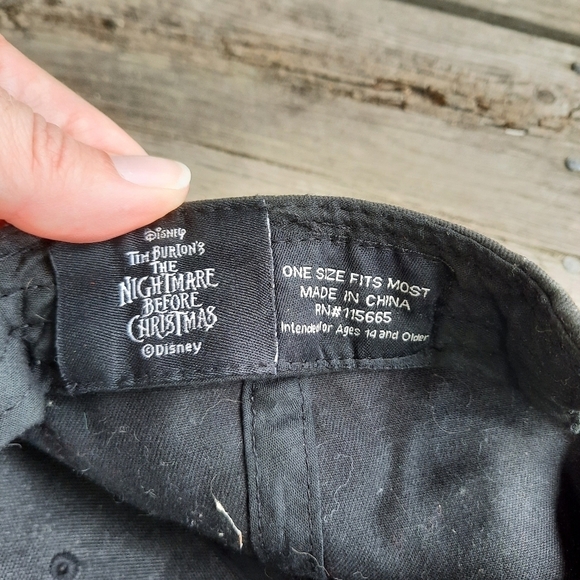 DISNEY
TIM BURTON'S
THE
NIGHTMARE
BEFORE
CHRISTMAS
©Disney
ONE SIZE FITS MOST
MADE IN CHINA
RN#115665
Intended for Ages 14 and Older